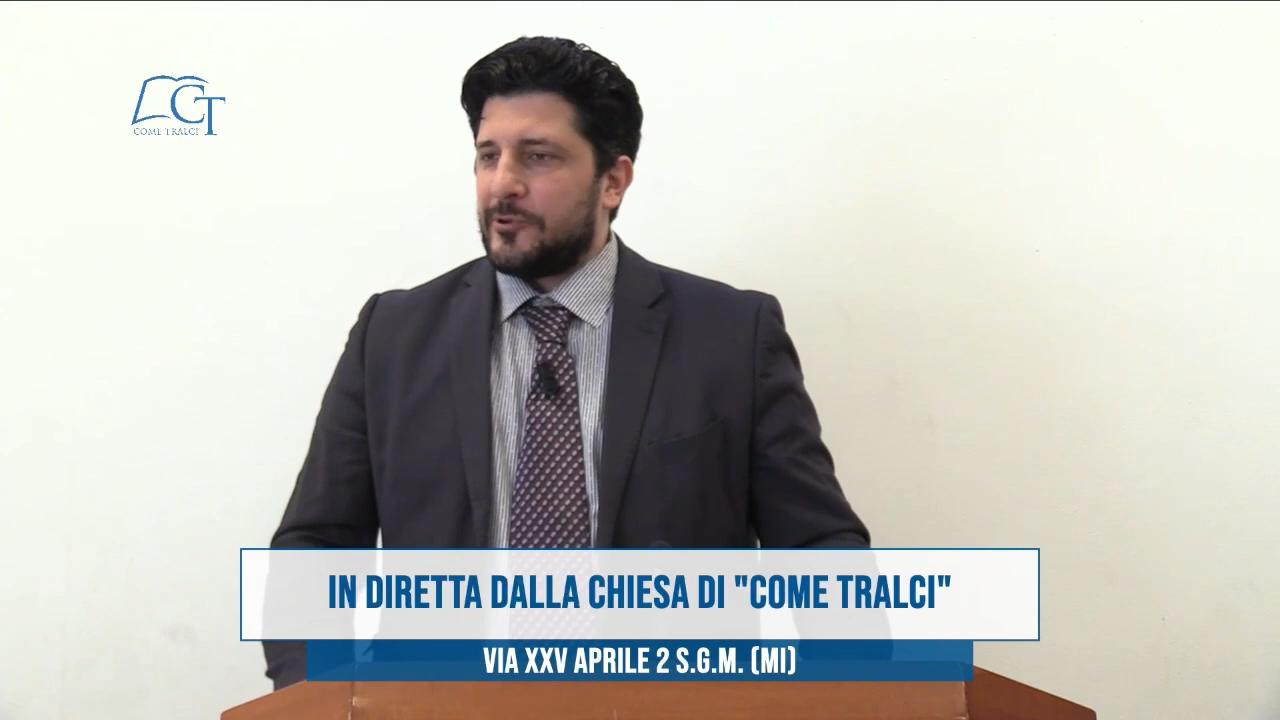 CT
COME TRALCI
IN DIRETTA DALLA CHIESA DI "COME TRALCI"
VIA XXV APRILE 2 S.G.M. (MI)